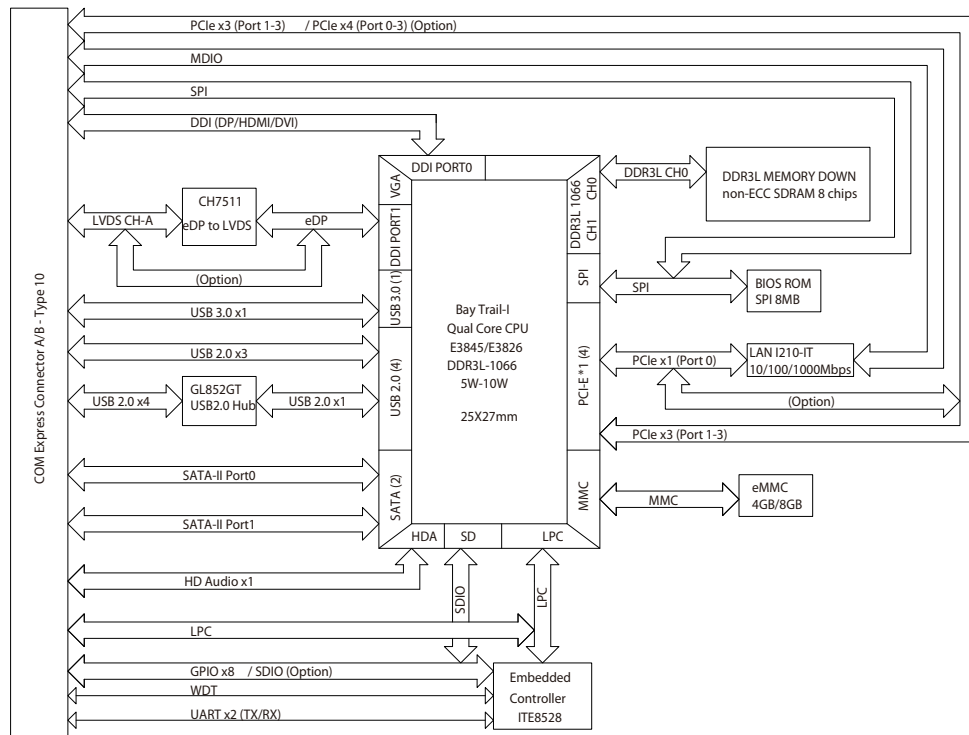 PCIe x3 (Port 1-3) / PCIe x4 (Port 0-3) (Option)
MDIO
SPI
DDI (DP/HDMI/DVI)
COM Express Connector A/B - Type 10
DDI PORT0
VGA
DDI PORT1
USB 3.0 (1)
USB 2.0 (4)
SATA (2)
HDA
SD
LPC
DDR3L 1066
CH0
CH1
SPI
PCI-E *1 (4)
MMC
Bay Trail-I
Qual Core CPU
E3845/E3826
DDR3L-1066
5W-10W
25X27mm
LVDS CH-A
CH7511
eDP to LVDS
eDP
(Option)
USB 3.0 x1
USB 2.0 x3
USB 2.0 x4
GL852GT
USB2.0 Hub
USB 2.0 x1
SATA-II Port0
SATA-II Port1
HD Audio x1
LPC
GPIO x8 / SDIO (Option)
WDT
UART x2 (TX/RX)
SDIO
LPC
Embedded
Controller
ITE8528
DDR3L CH0
DDR3L MEMORY DOWN
non-ECC SDRAM 8 chips
SPI
BIOS ROM
SPI 8MB
PCIe x1 (Port 0)
LAN I210-IT
10/100/1000Mbps
(Option)
PCIe x3 (Port 1-3)
MMC
eMMC
4GB/8GB